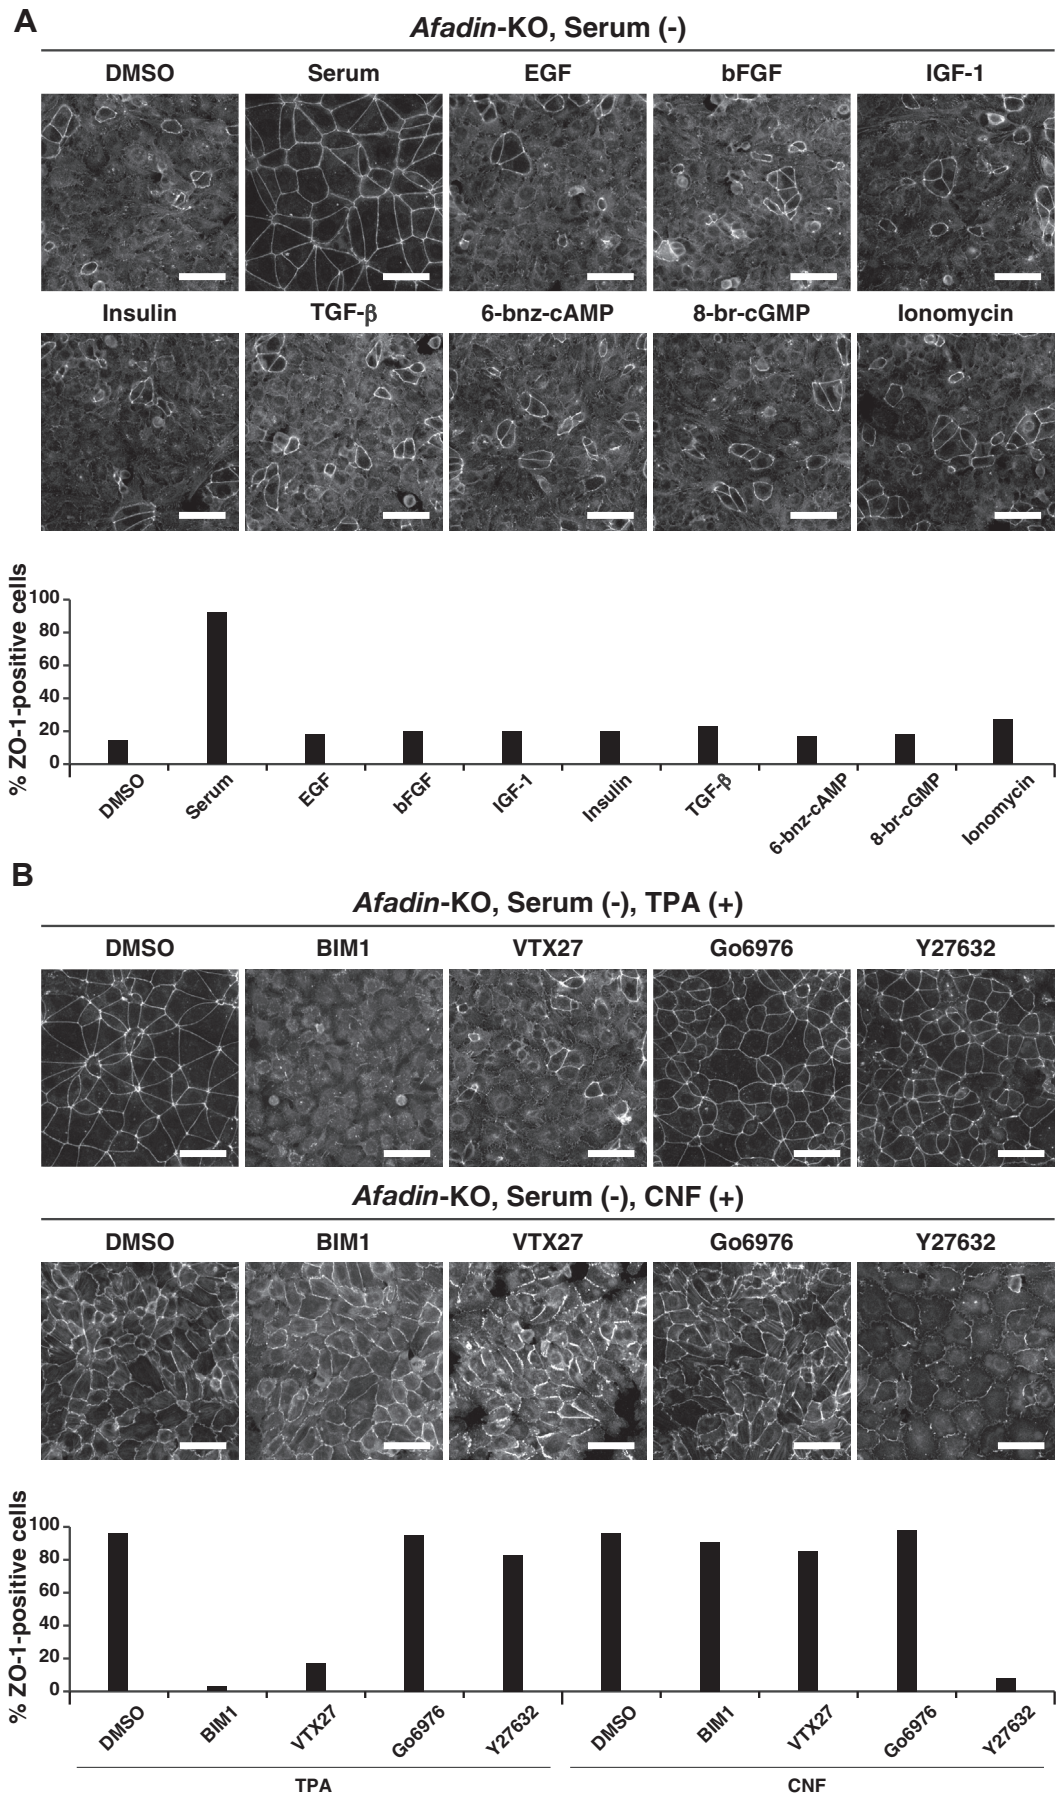 A
Afadin-KO, Serum (-)
DMSO Serum EGF bFGF IGF-1
Insulin TGF-β 6-bnz-cAMP 8-br-cGMP Ionomycin
% ZO-1-positive cells
100
80
60
40
20
0
DMSO Serum EGF bFGF IGF-1 Insulin TGF-β 6-bnz-cAMP 8-br-cGMP Ionomycin
B
Afadin-KO, Serum (-), TPA (+)
DMSO BIM1 VTX27 Go6976 Y27632
Afadin-KO, Serum (-), CNF (+)
DMSO BIM1 VTX27 Go6976 Y27632
% ZO-1-positive cells
100
80
60
40
20
0
DMSO BIM1 VTX27 Go6976 Y27632 DMSO BIM1 VTX27 Go6976 Y27632
TPA CNF